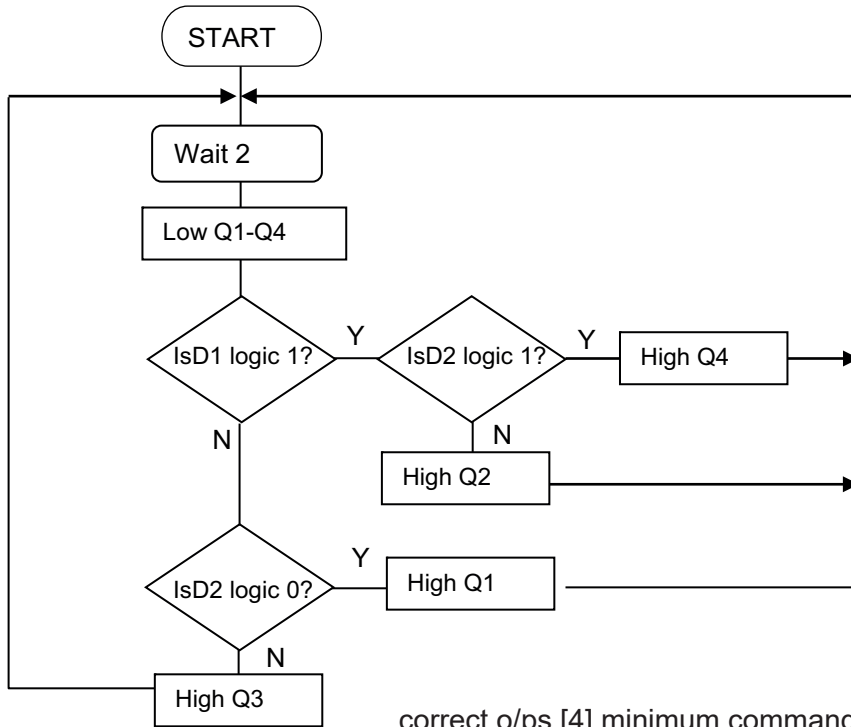 START
Wait 2
Low Q1-Q4
IsD1 logic 1?
Y
IsD2 logic 1?
Y
High Q4
N
N
High Q2
IsD2 logic 0?
Y
High Q1
N
High Q3
correct o/ps [4] minimum